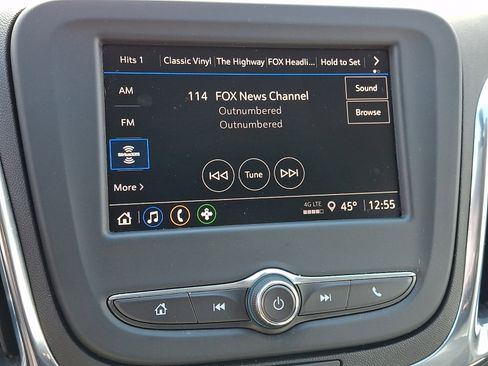 Hits 1 Classic Vinyl The Highway FOX Headli... Hold to Set
AM
114 FOX News Channel
Sound
Outnumbered
Browse
FM
Outnumbered
SiriusXM
Tune
More >
4G LTE
45° 12:55